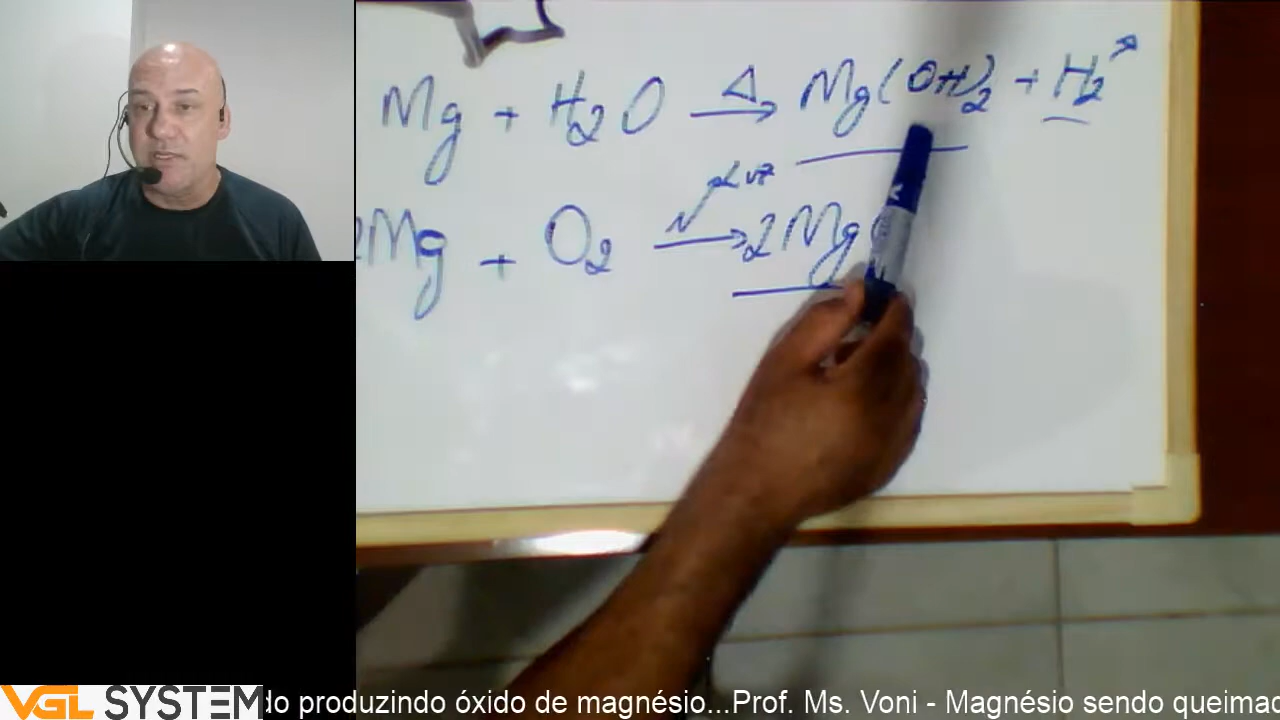 Mg + H2O Δ→ Mg(OH)2 + H2↗
Luz
2Mg + O2 → 2Mg
VGL SYSTEM
do produzindo óxido de magnésio...Prof. Ms. Voni - Magnésio sendo queimad